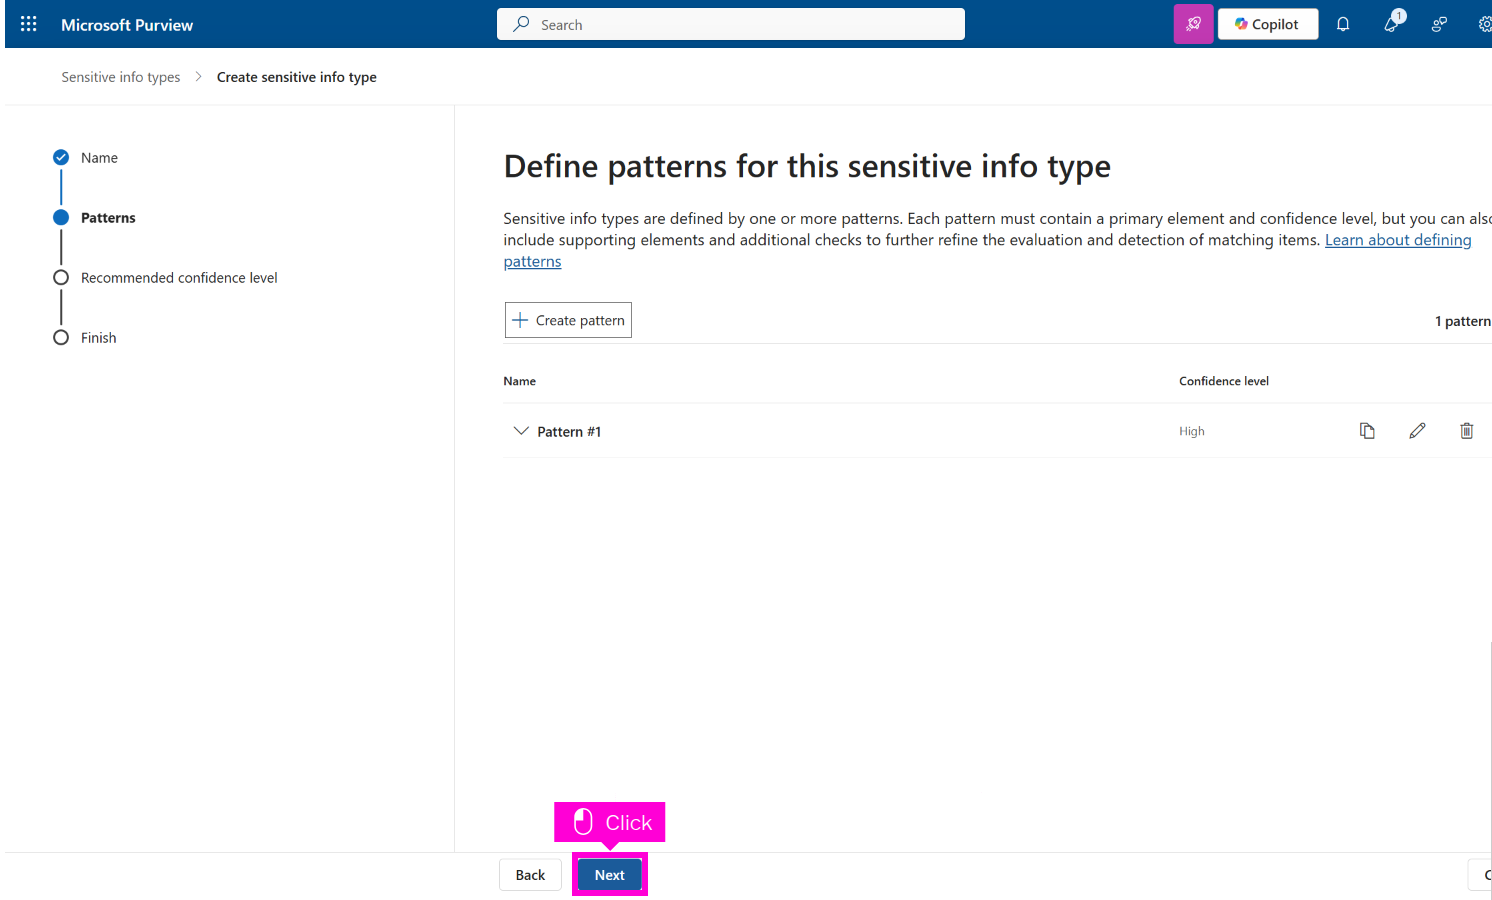 Microsoft Purview
Search
Copilot
1
Sensitive info types > Create sensitive info type
Name
Patterns
Recommended confidence level
Finish
Define patterns for this sensitive info type
Sensitive info types are defined by one or more patterns. Each pattern must contain a primary element and confidence level, but you can also
include supporting elements and additional checks to further refine the evaluation and detection of matching items. Learn about defining
patterns
Create pattern
1 pattern
Name
Confidence level
Pattern #1
High
Click
Back
Next